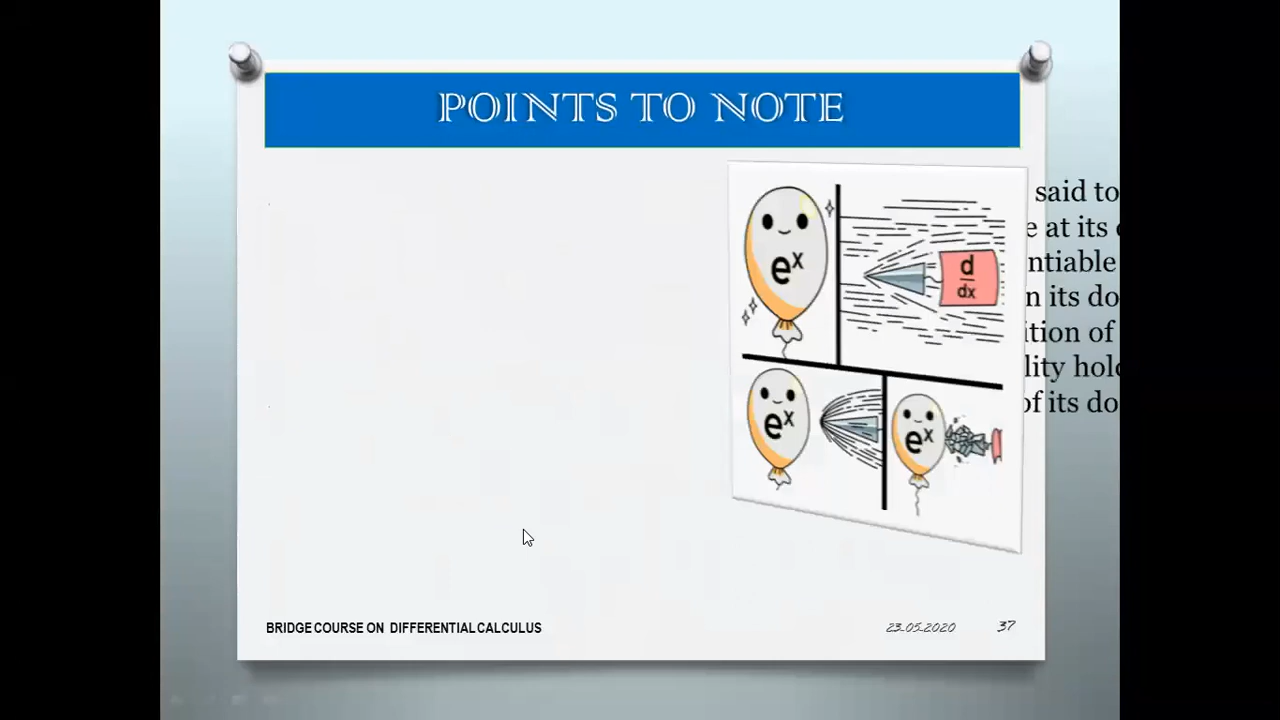 POINTS TO NOTE
said to
e at its
ntiable
n its do
ition of
lity hol
of its do
e^x
d
dx
e^x
e^x
BRIDGE COURSE ON DIFFERENTIAL CALCULUS
23.05.2020
37